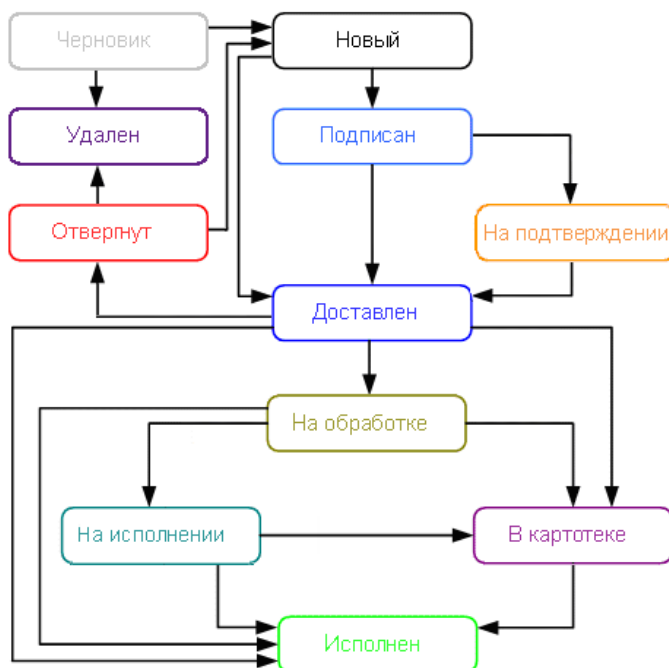 Черновик
Новый
Удален
Подписан
Отвергнут
На подтверждении
Доставлен
На обработке
На исполнении
В картотеке
Исполнен